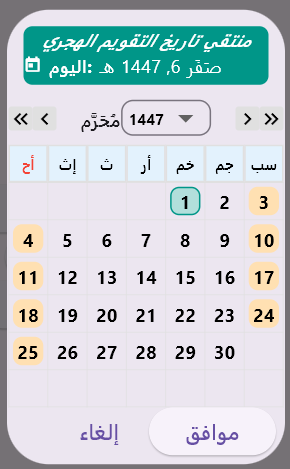 منتقي تاريخ التقويم الهجري
اليوم: صَفَر 6, 1447 هـ
مُحَرَّم 1447
أح إث ث أر خم جم سب
1 2 3
4 5 6 7 8 9 10
11 12 13 14 15 16 17
18 19 20 21 22 23 24
25 26 27 28 29 30
إلغاء موافق